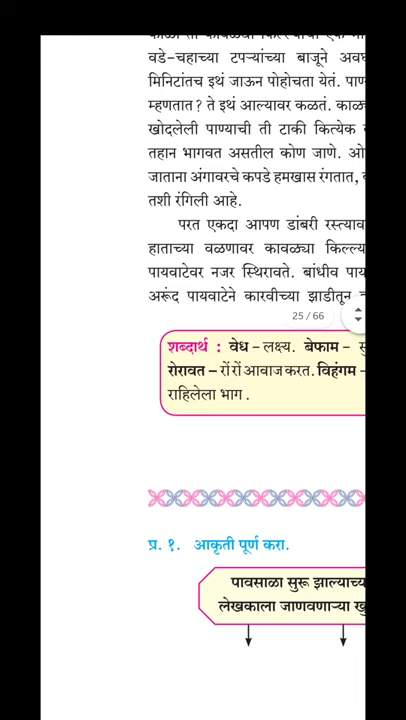 वडे-चहाच्या टपऱ्यांच्या बाजूने अवघ
मिनिटांतच इथं जाऊन पोहोचता येतं. पाण
म्हणतात? ते इथं आल्यावर कळतं. काळ
खोदलेली पाण्याची ती टाकी कित्येक
तहान भागवत असतील कोण जाणे. ओ
जाताना अंगावरचे कपडे हमखास रंगतात,
तशी रंगिली आहे.
परत एकदा आपण डांबरी रस्त्याव
हाताच्या वळणावर कावळ्या किल्ल्य
पायवाटेवर नजर स्थिरावते. बांधीव पाय
अरूंद पायवाटेने कारवीच्या झाडीतून
25 / 66
शब्दार्थ : वेध – लक्ष्य. बेफाम –
रोरावत – रोंरों आवाज करत. विहंगम –
राहिलेला भाग .
प्र. १. आकृती पूर्ण करा.
पावसाळा सुरू झाल्याच्य
लेखकाला जाणवणाऱ्या खु